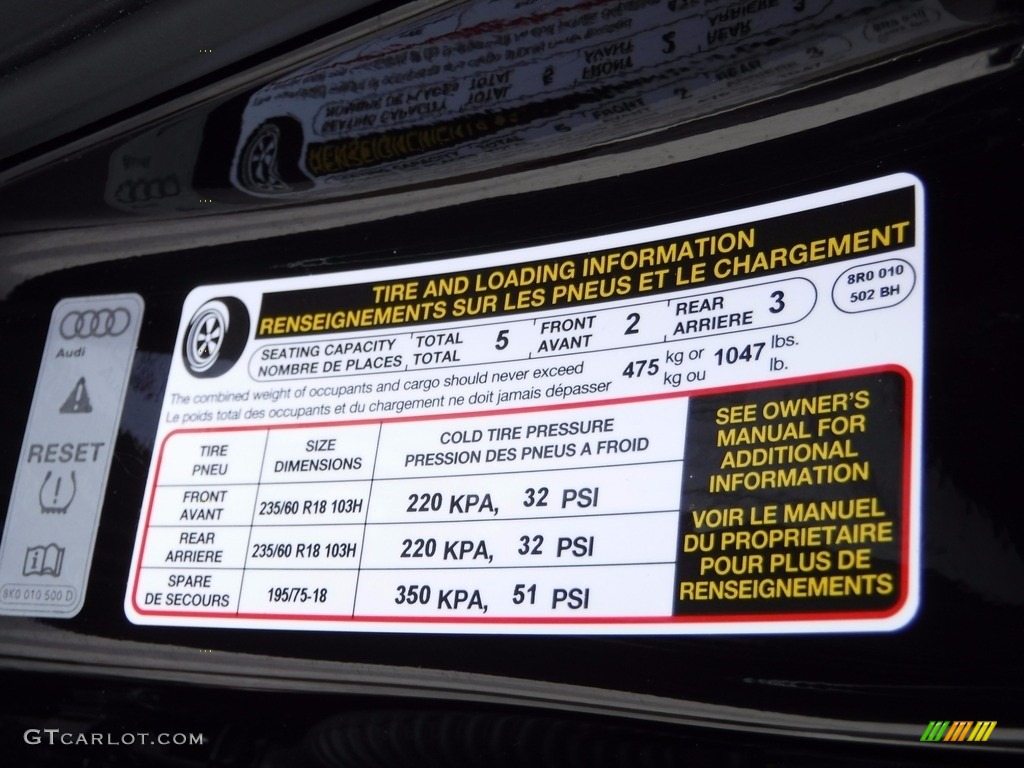 TIRE AND LOADING INFORMATION
RENSEIGNEMENTS SUR LES PNEUS ET LE CHARGEMENT
SEATING CAPACITY TOTAL 5 FRONT 2 REAR 3
NOMBRE DE PLACES TOTAL AVANT ARRIERE
8R0 010
502 BH
The combined weight of occupants and cargo should never exceed 475 kg or 1047 lbs.
Le poids total des occupants et du chargement ne doit jamais dépasser kg ou lb.
TIRE SIZE COLD TIRE PRESSURE
PNEU DIMENSIONS PRESSION DES PNEUS A FROID
FRONT
AVANT 235/60 R18 103H 220 KPA, 32 PSI
REAR
ARRIERE 235/60 R18 103H 220 KPA, 32 PSI
SPARE
DE SECOURS 195/75-18 350 KPA, 51 PSI
SEE OWNER'S
MANUAL FOR
ADDITIONAL
INFORMATION
VOIR LE MANUEL
DU PROPRIETAIRE
POUR PLUS DE
RENSEIGNEMENTS
Audi
RESET
8K0 010 500 D
GTCARLOT.COM